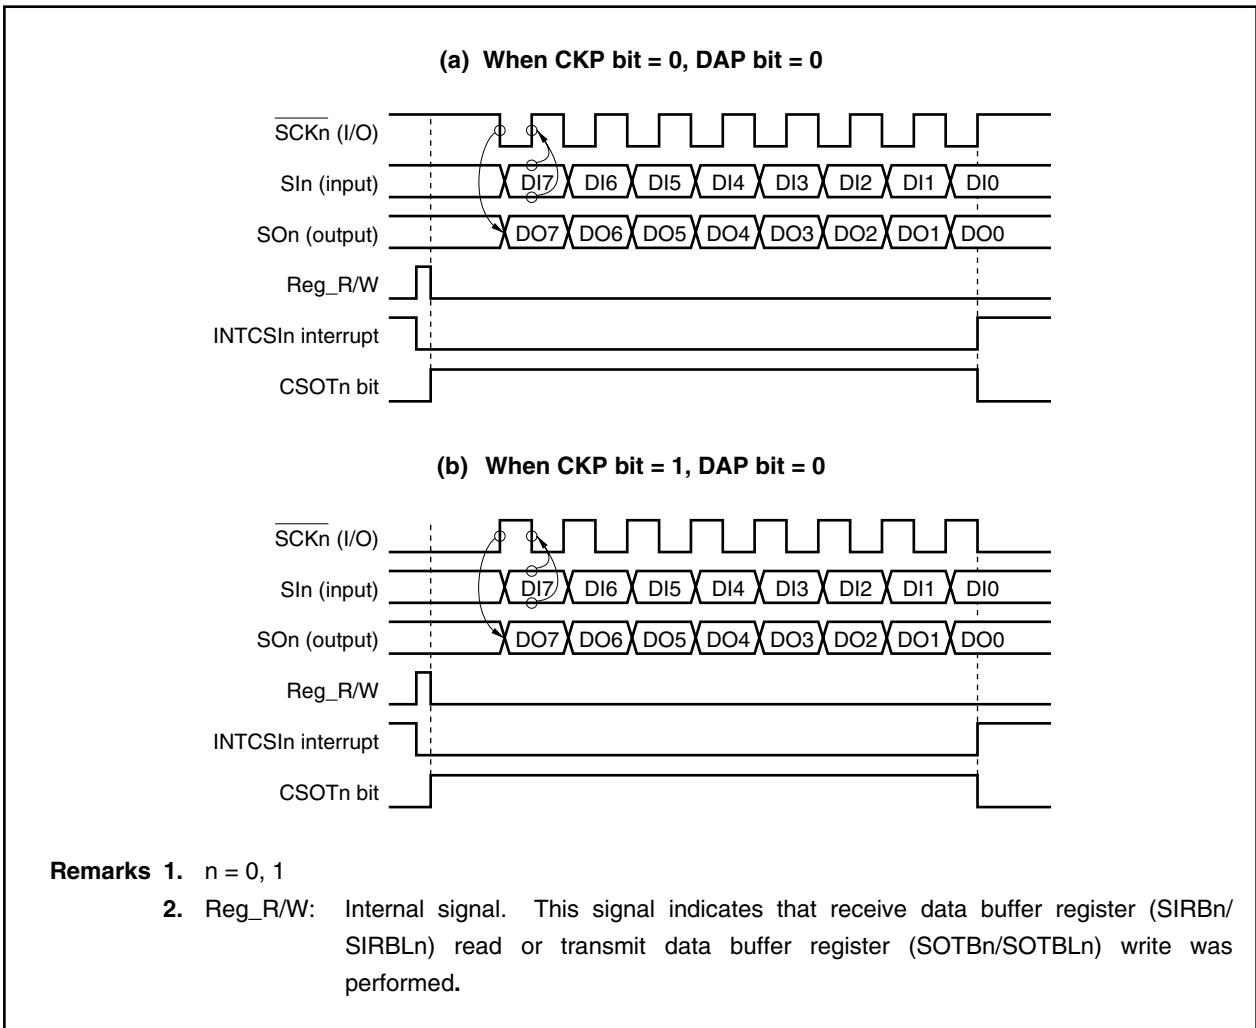 (a) When CKP bit = 0, DAP bit = 0
SCKn (I/O)
SIn (input) DI7 DI6 DI5 DI4 DI3 DI2 DI1 DI0
SOn (output) DO7 DO6 DO5 DO4 DO3 DO2 DO1 DO0
Reg_R/W
INTCSIn interrupt
CSOTn bit
(b) When CKP bit = 1, DAP bit = 0
SCKn (I/O)
SIn (input) DI7 DI6 DI5 DI4 DI3 DI2 DI1 DI0
SOn (output) DO7 DO6 DO5 DO4 DO3 DO2 DO1 DO0
Reg_R/W
INTCSIn interrupt
CSOTn bit
Remarks 1. n = 0, 1
2. Reg_R/W: Internal signal. This signal indicates that receive data buffer register (SIRBn/
SIRBLn) read or transmit data buffer register (SOTBn/SOTBLn) write was
performed.